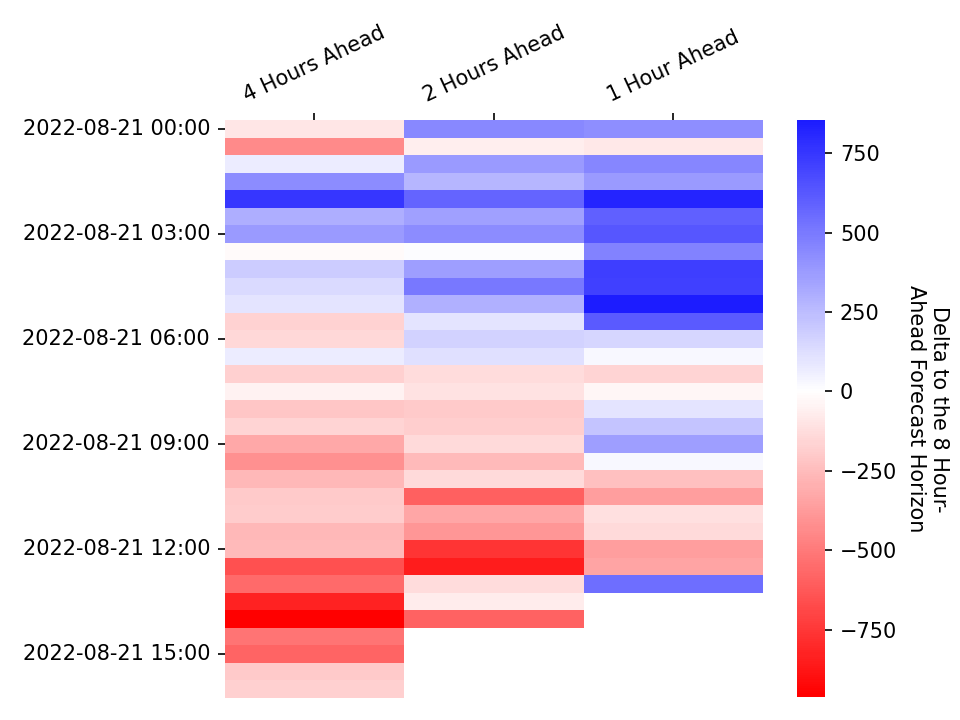 4 Hours Ahead
2 Hours Ahead
1 Hour Ahead
2022-08-21 00:00
2022-08-21 03:00
2022-08-21 06:00
2022-08-21 09:00
2022-08-21 12:00
2022-08-21 15:00
750
500
250
0
−250
−500
−750
Delta to the 8 Hour-
Ahead Forecast Horizon